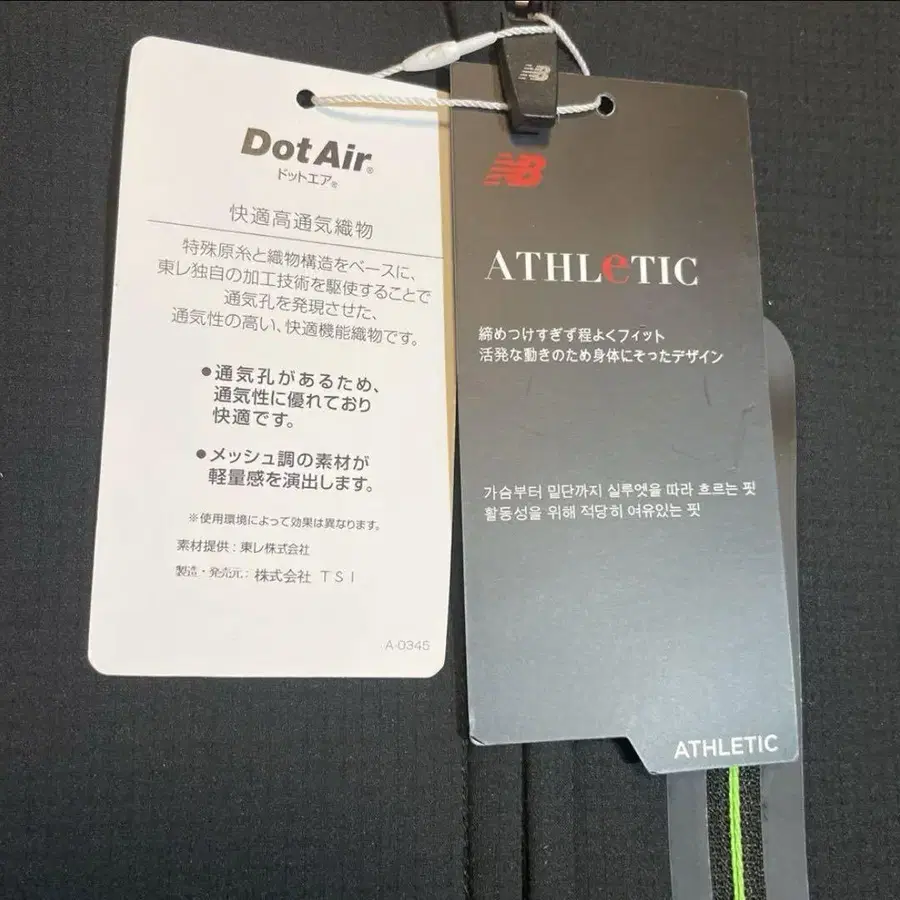 DotAir®
ドットエア®
快適高通気織物
特殊原糸と織物構造をベースに、
東レ独自の加工技術を駆使することで
通気孔を発現させた、
通気性の高い、快適機能織物です。
●通気孔があるため、
通気性に優れており
快適です。
●メッシュ調の素材が
軽量感を演出します。
※使用環境によって効果は異なります。
素材提供：東レ株式会社
製造・発売元：株式会社 TSI
A-0345
NB
NB
ATHLeTIC
締めつけすぎず程よくフィット
活発な動きのため身体にそったデザイン
가슴부터 밑단까지 실루엣을 따라 흐르는 핏
활동성을 위해 적당히 여유있는 핏
ATHLETIC